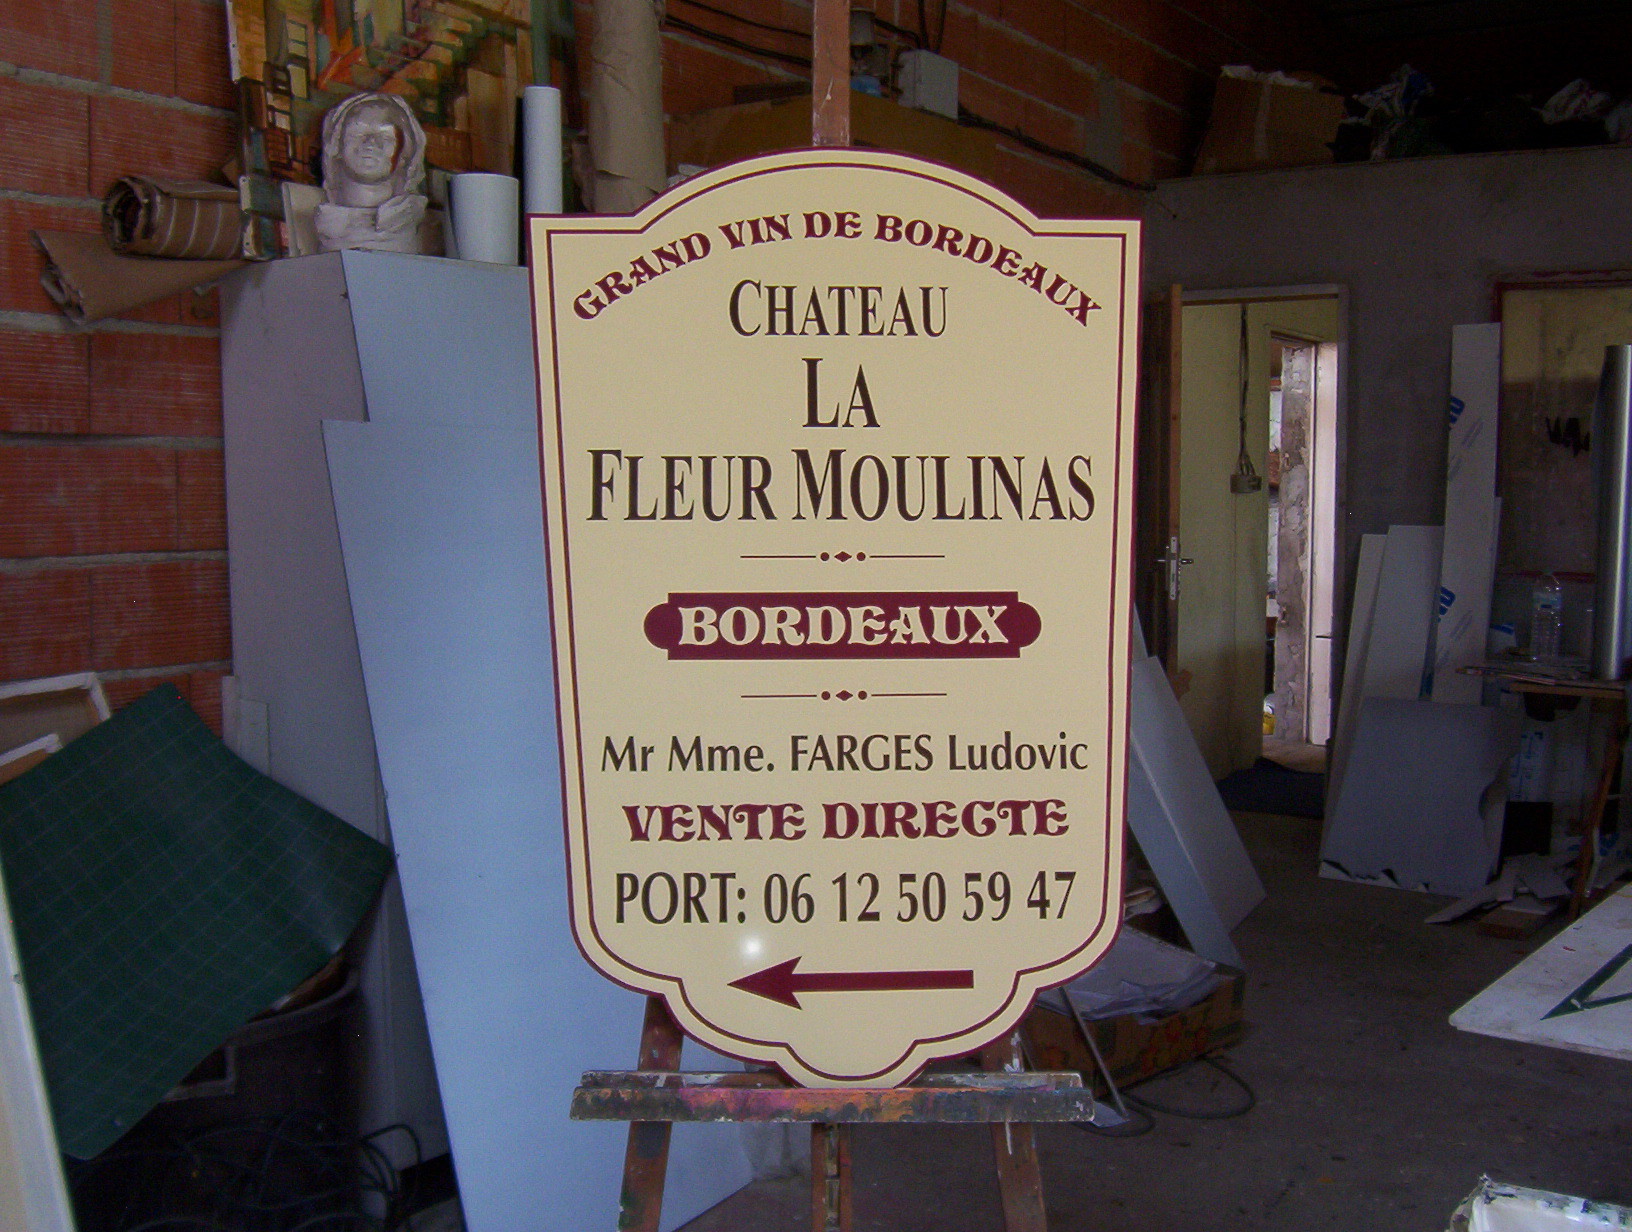 GRAND VIN DE BORDEAUX
CHATEAU
LA
FLEUR MOULINAS
BORDEAUX
Mr Mme. FARGES Ludovic
VENTE DIRECTE
PORT: 06 12 50 59 47